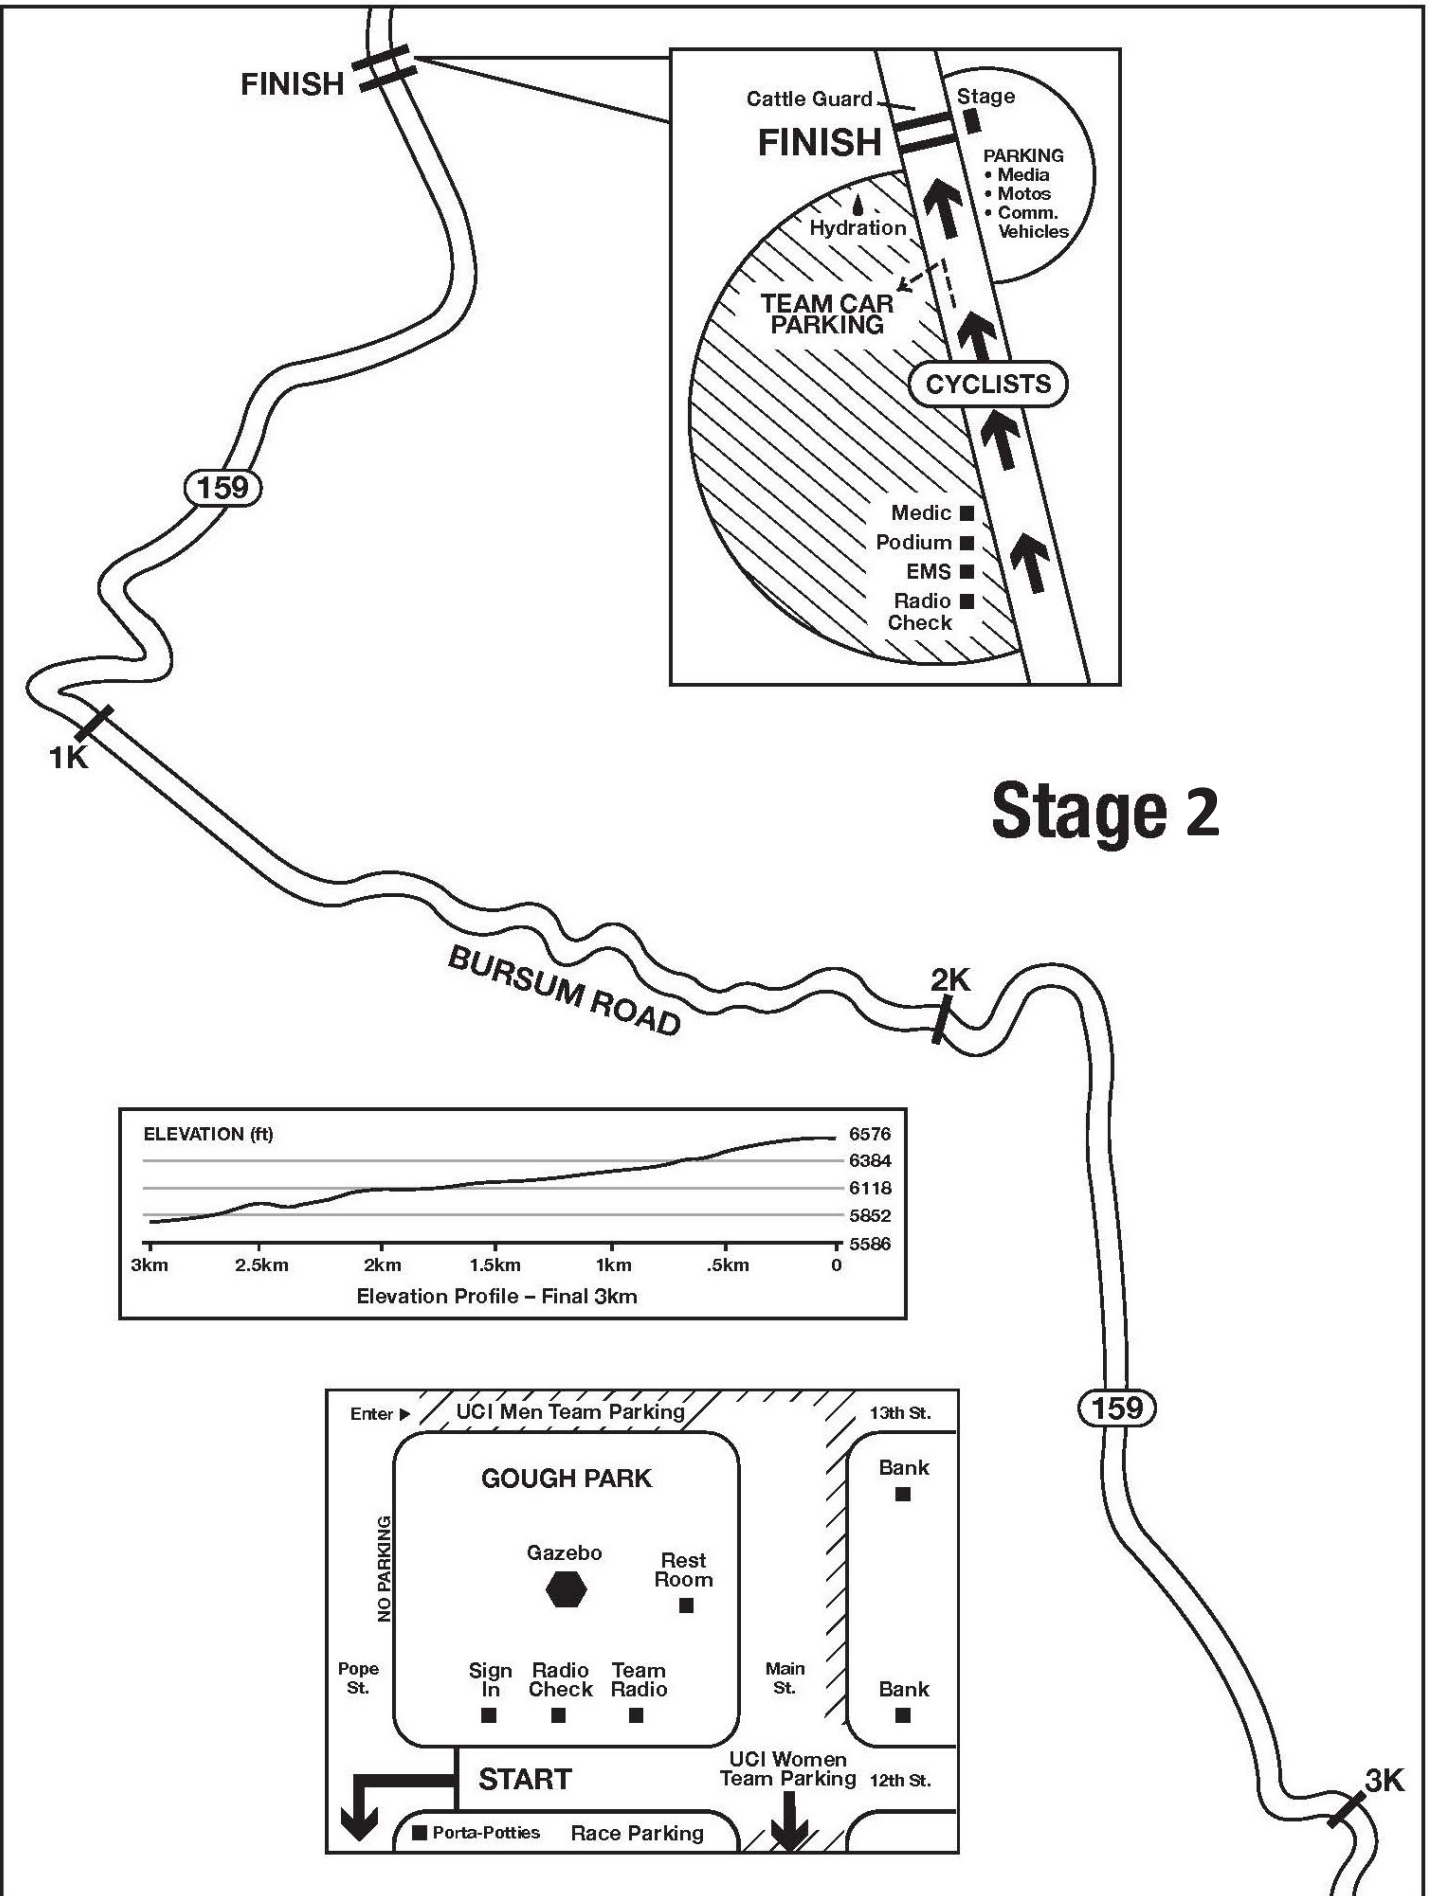 FINISH
Cattle Guard
FINISH
Stage
PARKING
• Media
• Motos
• Comm.
Vehicles
Hydration
TEAM CAR
PARKING
CYCLISTS
Medic
Podium
EMS
Radio
Check
159
1K
Stage 2
BURSUM ROAD
2K
ELEVATION (ft)
6576
6384
6118
5852
5586
3km 2.5km 2km 1.5km 1km .5km 0
Elevation Profile – Final 3km
159
Enter
UCI Men Team Parking
13th St.
GOUGH PARK
Bank
NO PARKING
Gazebo
Rest
Room
Pope
St.
Sign
In
Radio
Check
Team
Radio
Main
St.
Bank
START
UCI Women
Team Parking
12th St.
Porta-Potties
Race Parking
3K